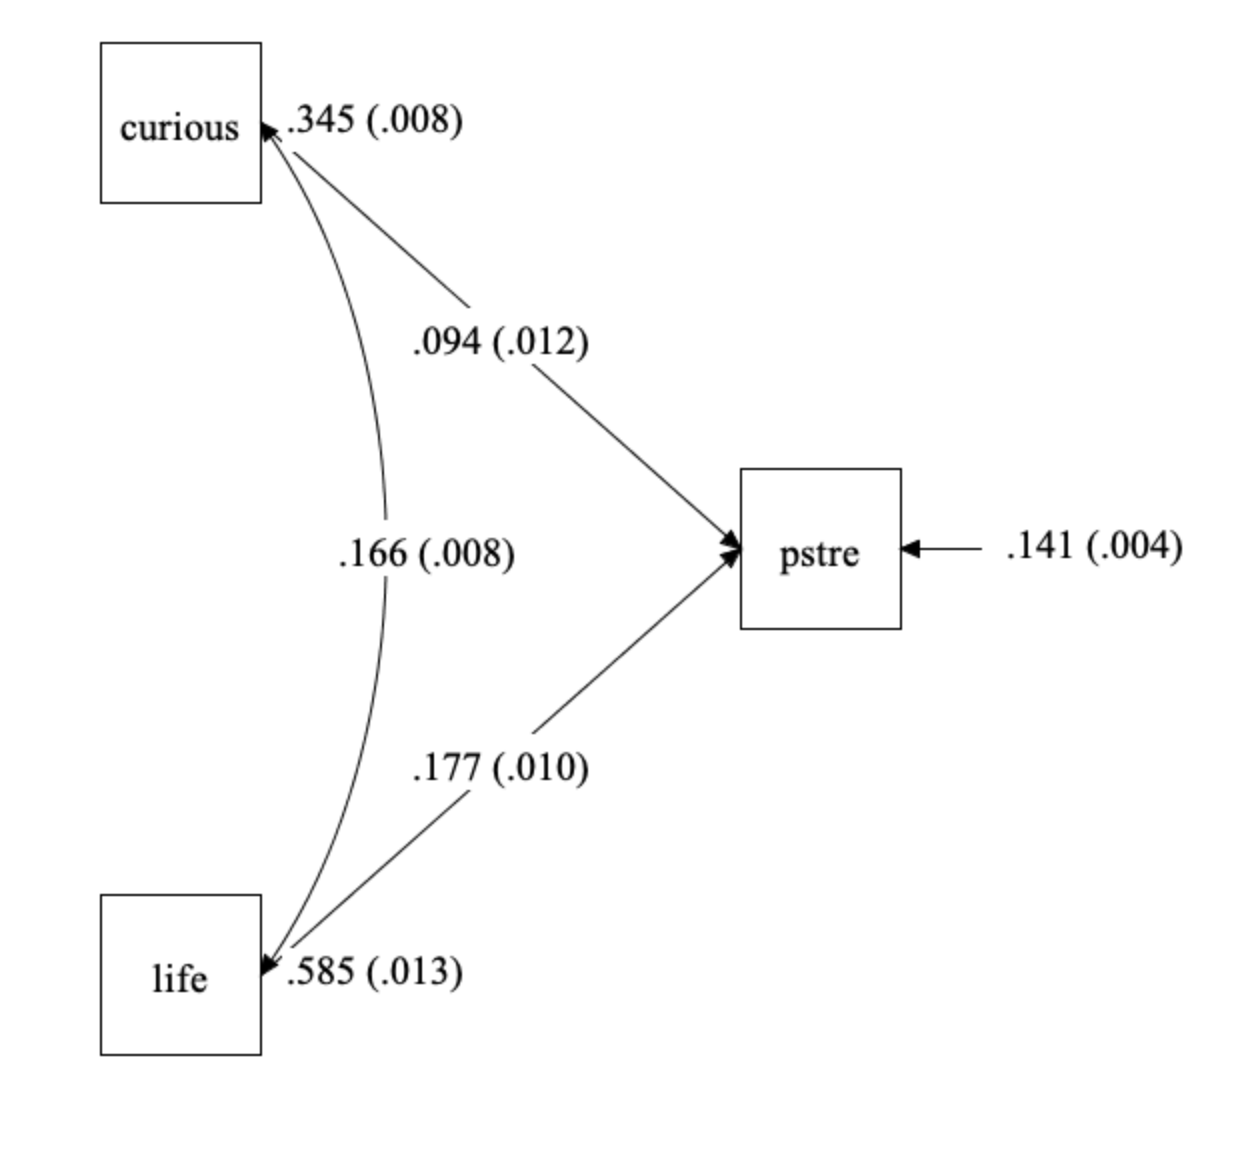 curious
.345 (.008)
.094 (.012)
.166 (.008)
pstre
.141 (.004)
.177 (.010)
life
.585 (.013)